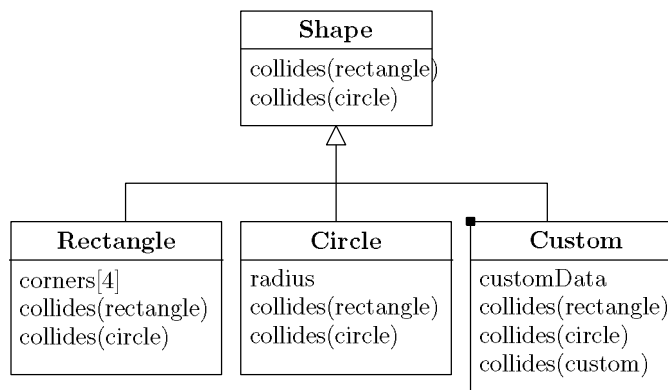 Shape
collides(rectangle)
collides(circle)
Rectangle
corners[4]
collides(rectangle)
collides(circle)
Circle
radius
collides(rectangle)
collides(circle)
Custom
customData
collides(rectangle)
collides(circle)
collides(custom)